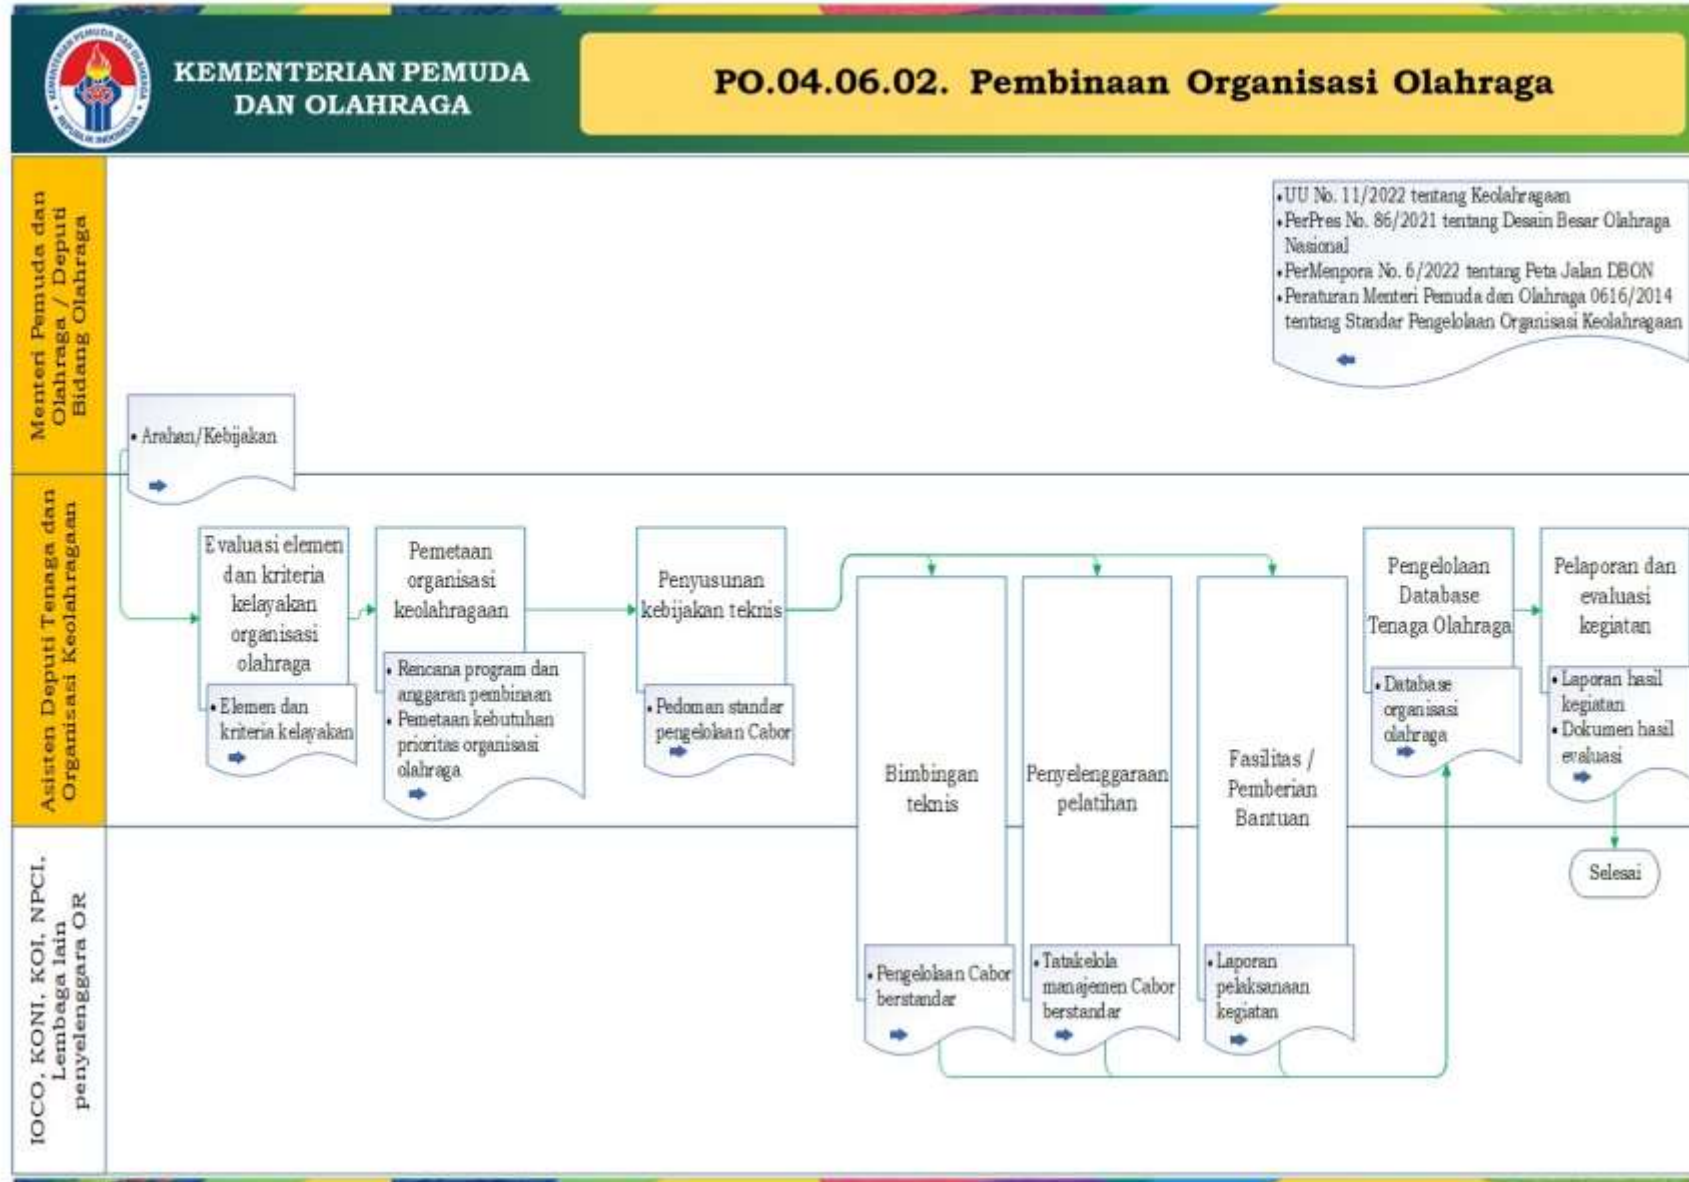 KEMENTERIAN PEMUDA DAN OLAHRAGA
REPUBLIK INDONESIA
KEMENTERIAN PEMUDA
DAN OLAHRAGA
PO.04.06.02. Pembinaan Organisasi Olahraga
Menteri Pemuda dan
Olahraga / Deputi
Bidang Olahraga
• UU No. 11/2022 tentang Keolahragaan
• PerPres No. 86/2021 tentang Desain Besar Olahraga
Nasional
• PerMenpora No. 6/2022 tentang Peta Jalan DBON
• Peraturan Menteri Pemuda dan Olahraga 0616/2014
tentang Standar Pengelolaan Organisasi Keolahragaan
• Arahan/Kebijakan
Asisten Deputi Tenaga dan
Organisasi Keolahragaan
Evaluasi elemen
dan kriteria
kelayakan
organisasi
olahraga
• Elemen dan
kriteria kelayakan
Pemetaan
organisasi
keolahragaan
• Rencana program dan
anggaran pembinaan
• Pemetaan kebutuhan
prioritas organisasi
olahraga
Penyusunan
kebijakan teknis
• Pedoman standar
pengelolaan Cabor
Bimbingan
teknis
• Pengelolaan Cabor
berstandar
Penyelenggaraan
pelatihan
• Tatakelola
manajemen Cabor
berstandar
Fasilitas /
Pemberian
Bantuan
• Laporan
pelaksanaan
kegiatan
Pengelolaan
Database
Tenaga Olahraga
• Database
organisasi
olahraga
Pelaporan dan
evaluasi
kegiatan
• Laporan hasil
kegiatan
• Dokumen hasil
evaluasi
Selesai
IOCO, KONI, KOI, NPCI,
Lembaga lain
penyelenggara OR